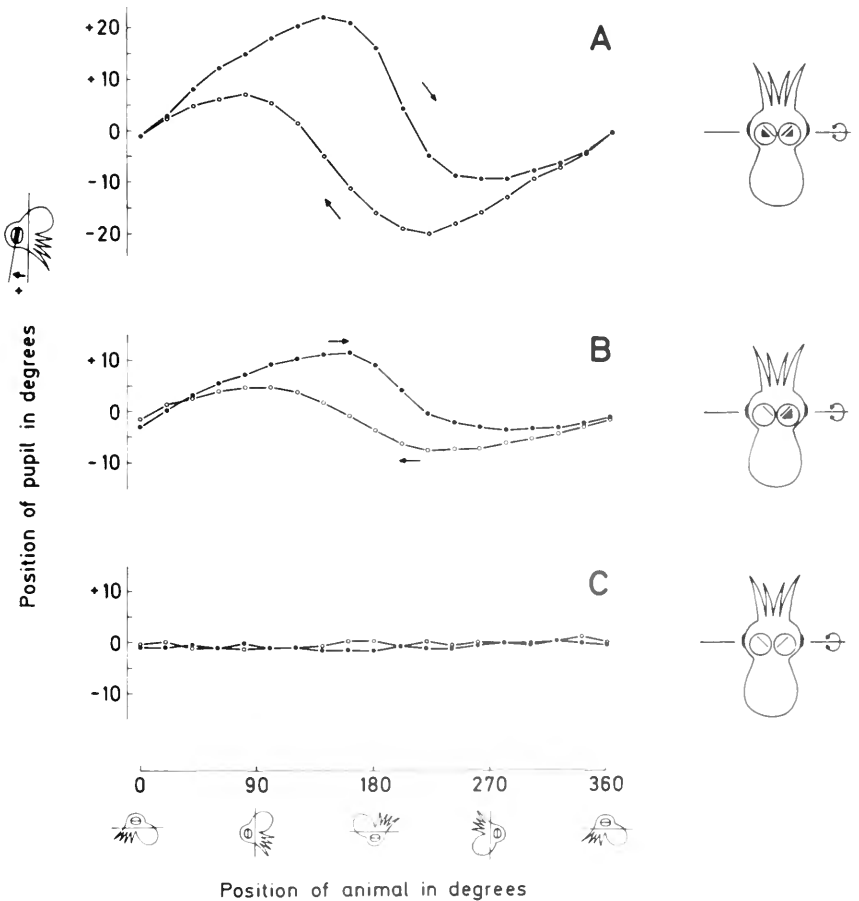 +20
+10
0
-10
-20
A
+
Position of pupil in degrees
+10
0
-10
B
+10
0
-10
C
0 90 180 270 360
Position of animal in degrees